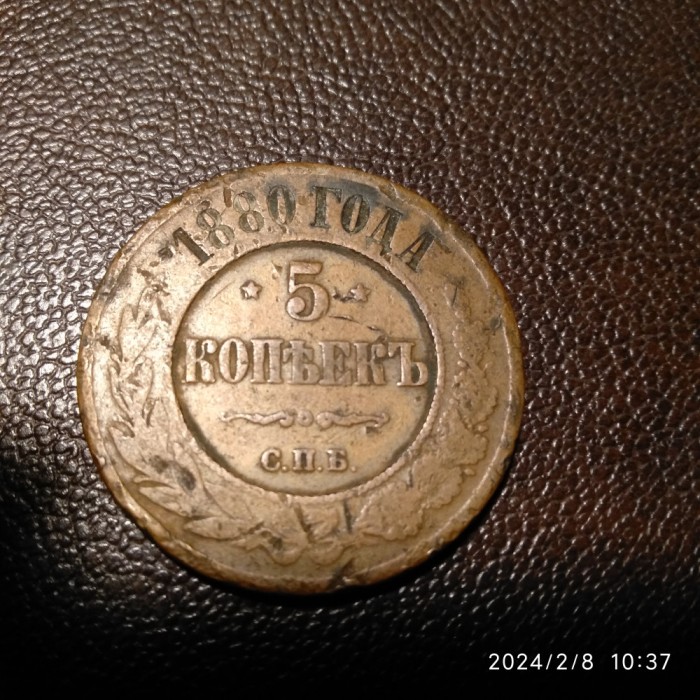 1880 ГОДА
5
КОПѢЕКЪ
С.П.Б.
2024/2/8 10:37